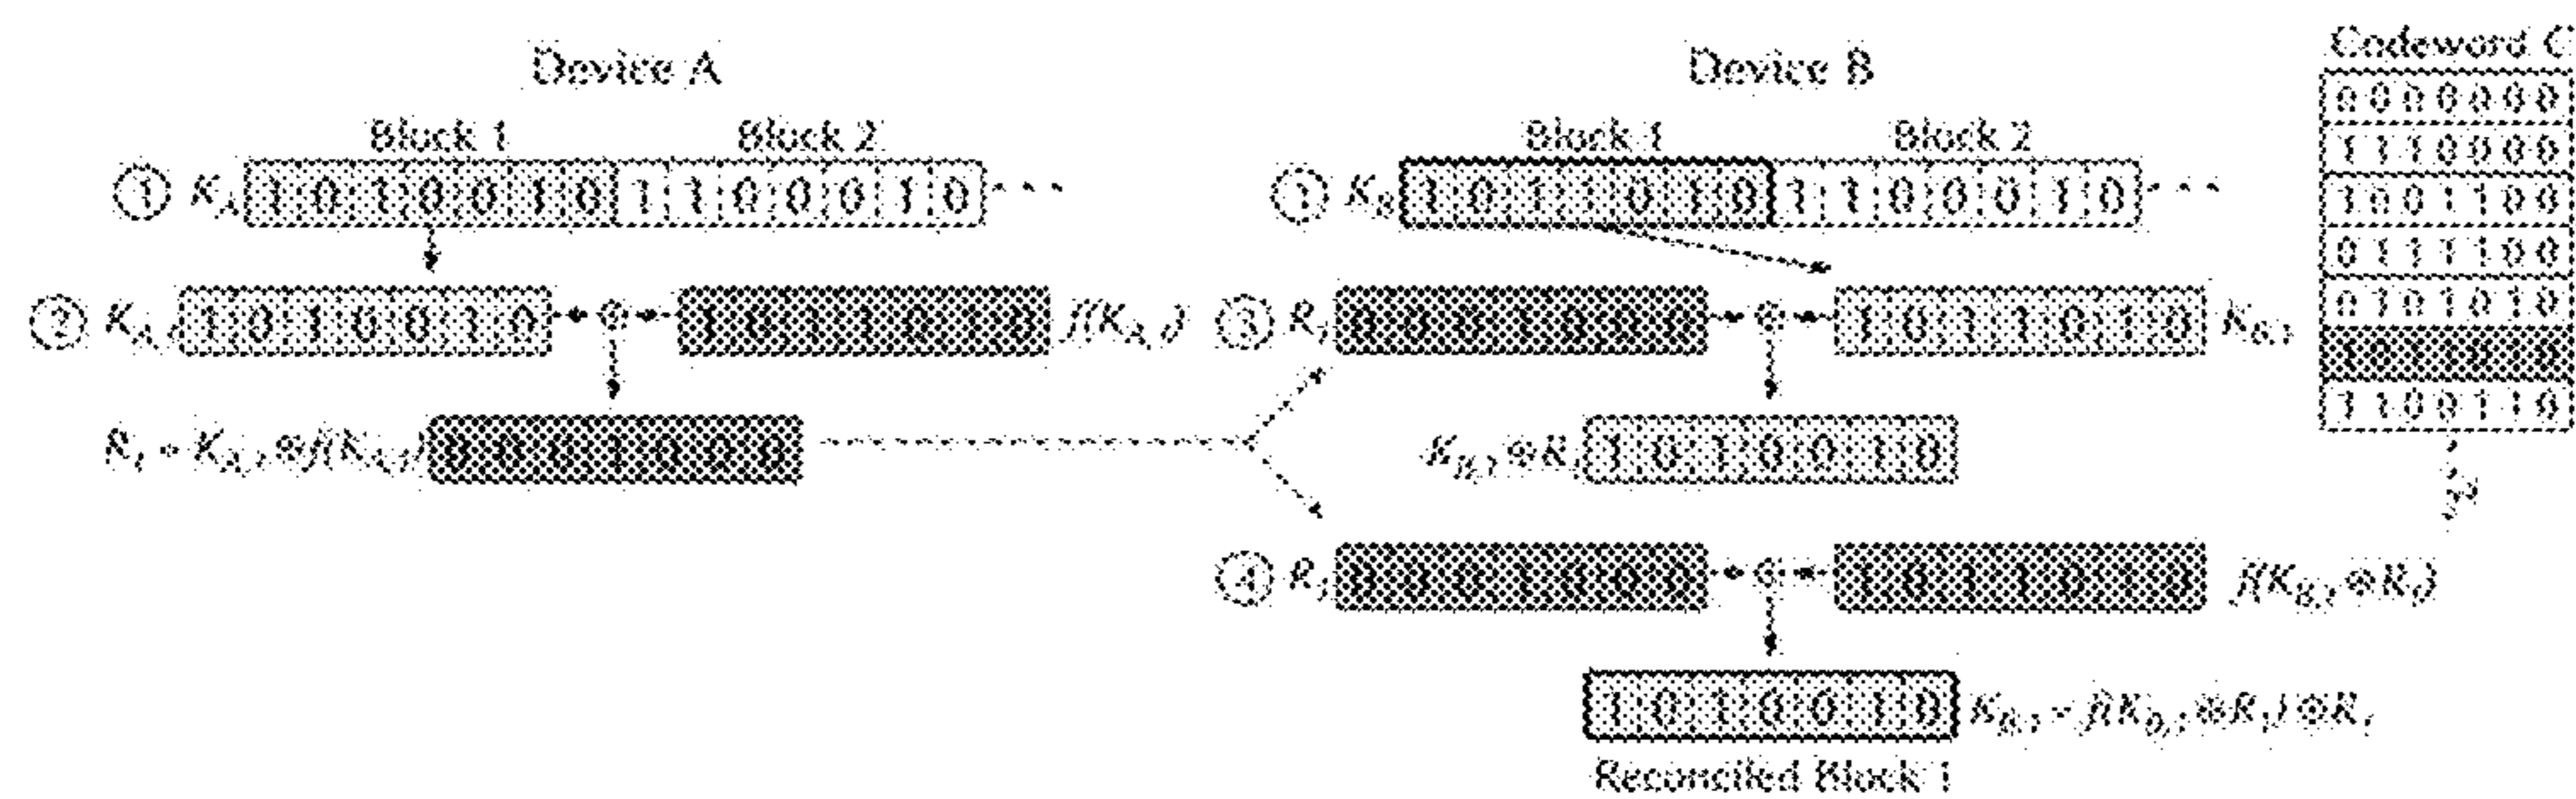 Device A
Block 1 Block 2
1 K_A 1 0 1 0 0 1 0 1 1 0 0 0 1 0 ...
2 K_A,1 1 0 1 0 0 1 0 1 0 1 1 0 1 0 f(K_A,1)
0 0 0 1 0 0 0
Device B
Block 1 Block 2
1 K_B 1 0 1 1 0 1 0 1 1 0 0 0 1 0 ...
3 R_1 0 0 0 1 0 0 0 1 0 1 1 0 1 0 K_B,1
1 0 1 0 0 1 0
4 0 0 0 1 0 0 0 1 0 1 1 0 1 0
1 0 1 0 0 1 0
Reconciled Block 1
Codeword C
0 0 0 0 0 0 0
1 1 1 0 0 0 0
1 0 0 1 1 0 0
0 1 1 1 1 0 0
0 1 0 1 0 1 0
1 1 0 0 1 1 0